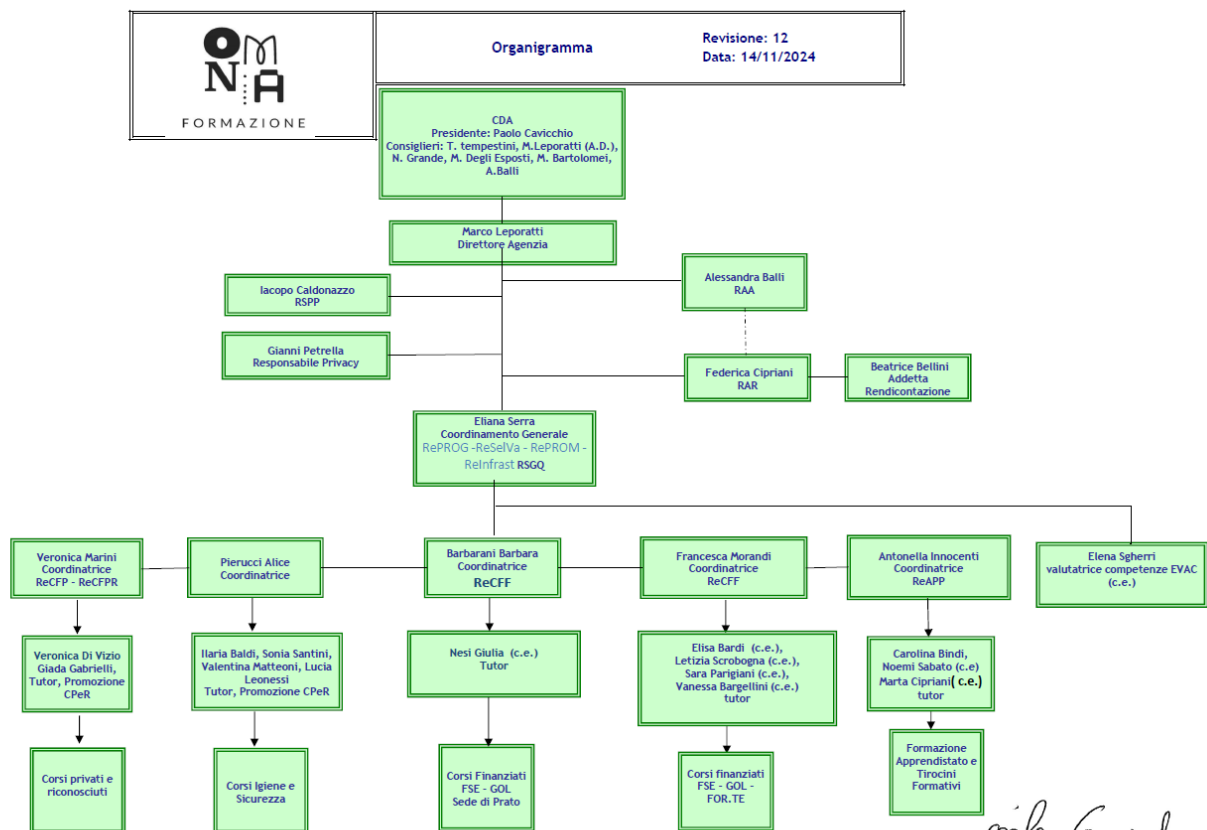 OMNIA
FORMAZIONE
Organigramma
Revisione: 12
Data: 14/11/2024
CDA
Presidente: Paolo Cavicchio
Consiglieri: T. tempestini, M.Leporatti (A.D.),
N. Grande, M. Degli Esposti, M. Bartolomei,
A.Balli
Marco Leporatti
Direttore Agenzia
Iacopo Caldonazzo
RSPP
Alessandra Balli
RAA
Gianni Petrella
Responsabile Privacy
Federica Cipriani
RAR
Beatrice Bellini
Addetta
Rendicontazione
Eliana Serra
Coordinamento Generale
RePROG -ReSelVa - RePROM -
ReInfrast RSGQ
Veronica Marini
Coordinatrice
ReCFP - ReCFPR
Pierucci Alice
Coordinatrice
Barbarani Barbara
Coordinatrice
ReCFF
Francesca Morandi
Coordinatrice
ReCFF
Antonella Innocenti
Coordinatrice
ReAPP
Elena Sgherri
valutatrice competenze EVAC
(c.e.)
Veronica Di Vizio
Giada Gabrielli,
Tutor, Promozione
CPeR
Ilaria Baldi, Sonia Santini,
Valentina Matteoni, Lucia
Leonessi
Tutor, Promozione CPeR
Nesi Giulia (c.e.)
Tutor
Elisa Bardi (c.e.),
Letizia Scrobogna (c.e.),
Sara Parigiani (c.e.),
Vanessa Bargellini (c.e.)
tutor
Carolina Bindi,
Noemi Sabato (c.e)
Marta Cipriani( c.e.)
tutor
Corsi privati e
riconosciuti
Corsi Igiene e
Sicurezza
Corsi Finanziati
FSE - GOL
Sede di Prato
Corsi finanziati
FSE - GOL -
FOR.TE
Formazione
Apprendistato e
Tirocini
Formativi